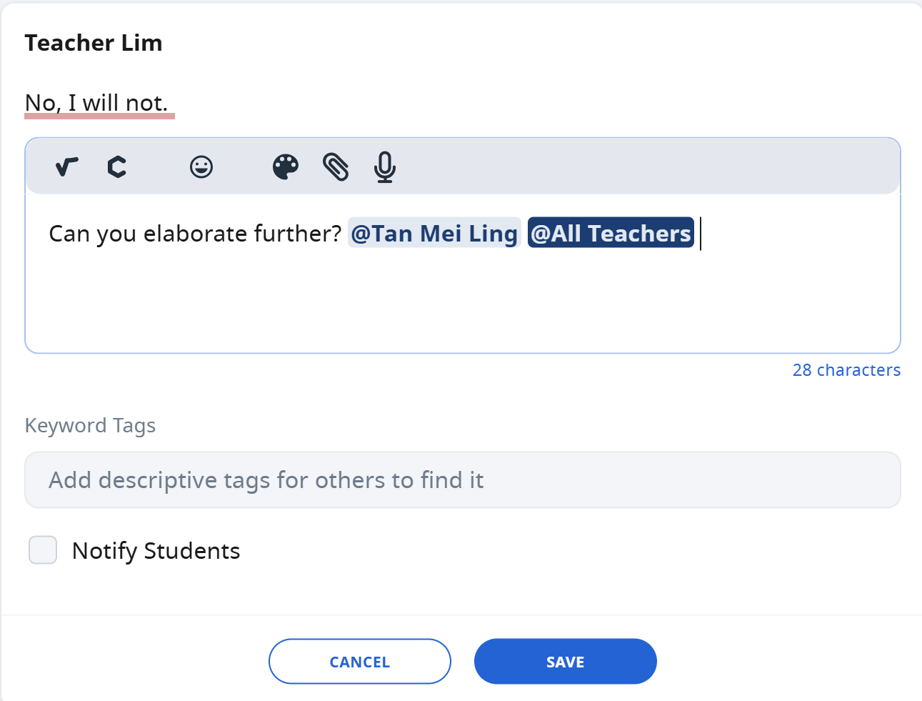 Teacher Lim
No, I will not.
Can you elaborate further? @Tan Mei Ling @All Teachers
28 characters
Keyword Tags
Add descriptive tags for others to find it
Notify Students
CANCEL
SAVE